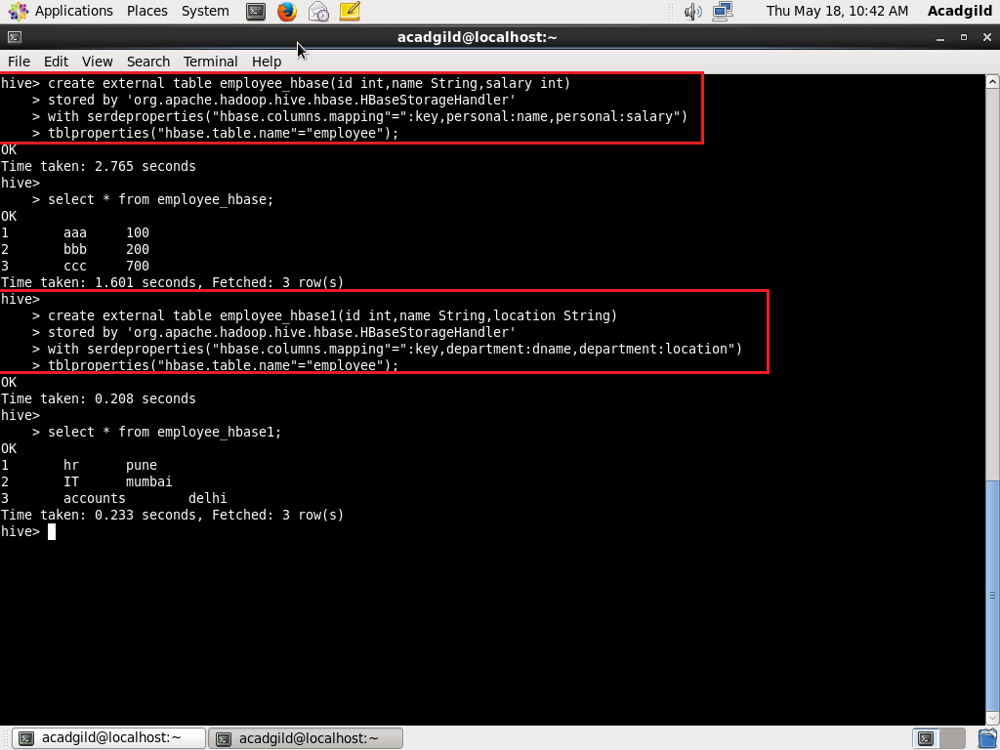 Applications Places System Thu May 18, 10:42 AM Acadgild
acadgild@localhost:~
File Edit View Search Terminal Help
hive> create external table employee_hbase(id int,name String,salary int)
> stored by 'org.apache.hadoop.hive.hbase.HBaseStorageHandler'
> with serdeproperties("hbase.columns.mapping"=":key,personal:name,personal:salary")
> tblproperties("hbase.table.name"="employee");
OK
Time taken: 2.765 seconds
hive>
> select * from employee_hbase;
OK
1 aaa 100
2 bbb 200
3 ccc 700
Time taken: 1.601 seconds, Fetched: 3 row(s)
hive>
> create external table employee_hbase1(id int,name String,location String)
> stored by 'org.apache.hadoop.hive.hbase.HBaseStorageHandler'
> with serdeproperties("hbase.columns.mapping"=":key,department:dname,department:location")
> tblproperties("hbase.table.name"="employee");
OK
Time taken: 0.208 seconds
hive>
> select * from employee_hbase1;
OK
1 hr pune
2 IT mumbai
3 accounts delhi
Time taken: 0.233 seconds, Fetched: 3 row(s)
hive>
acadgild@localhost:~ acadgild@localhost:~